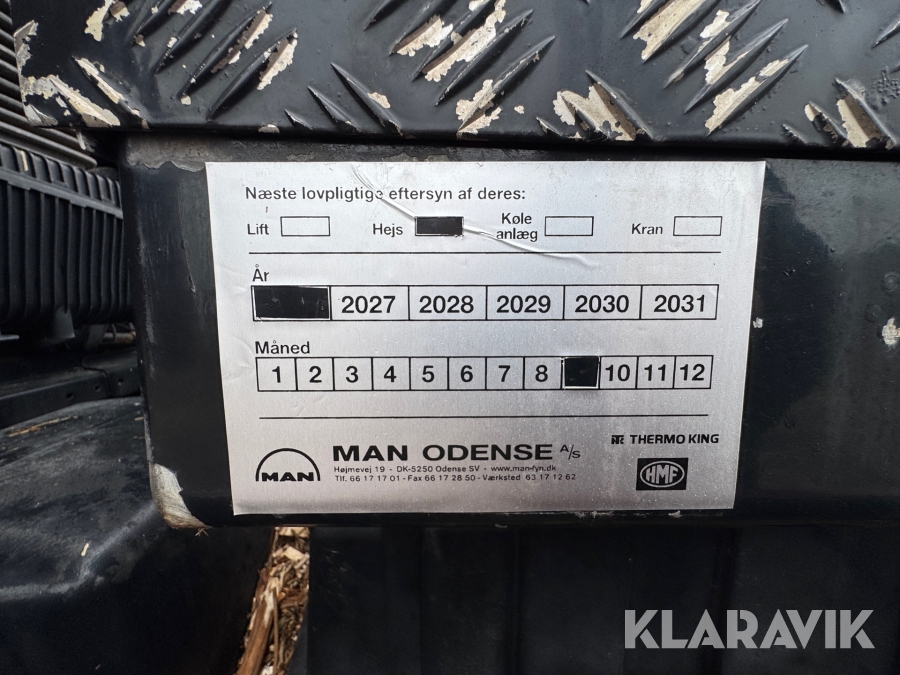 Næste lovpligtige eftersyn af deres:
Lift Hejs Køle anlæg Kran
År
2027 2028 2029 2030 2031
Måned
1 2 3 4 5 6 7 8 10 11 12
MAN
MAN ODENSE A/S
Højmevej 19 - DK-5250 Odense SV - www.man-fyn.dk
Tlf. 66 17 17 01 - Fax 66 17 28 50 - Værksted 63 17 12 62
THERMO KING
HMF
KLARAVIK